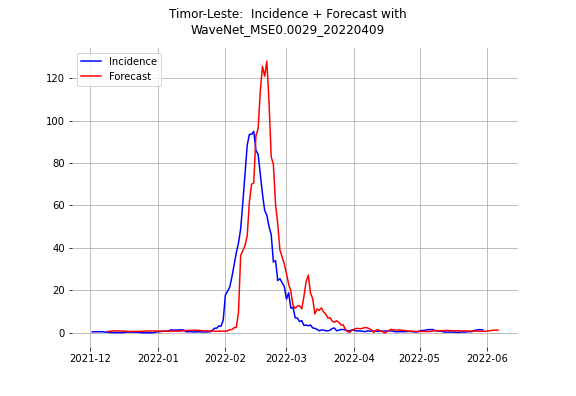 Timor-Leste:  Incidence + Forecast with
WaveNet_MSE0.0029_20220409
Incidence
Forecast
120
100
80
60
40
20
0
2021-12 2022-01 2022-02 2022-03 2022-04 2022-05 2022-06